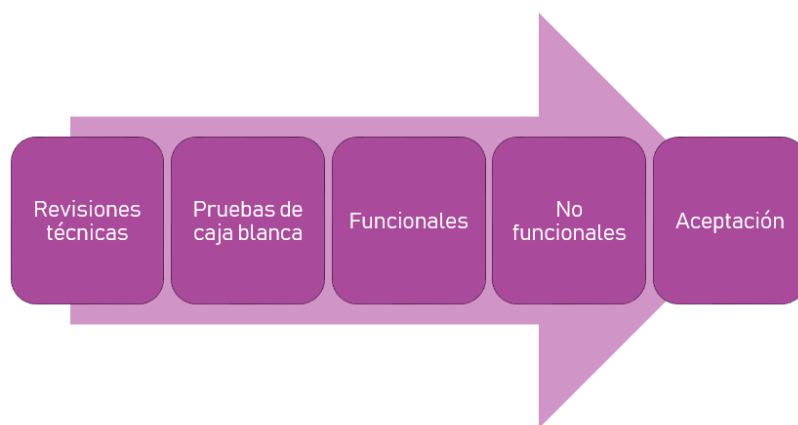 Revisiones
técnicas
Pruebas de
caja blanca
Funcionales
No
funcionales
Aceptación